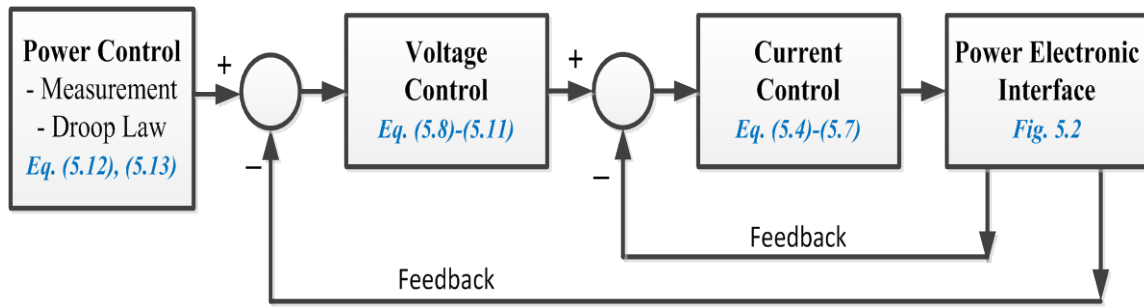 Power Control
- Measurement
- Droop Law
Eq. (5.12), (5.13)
+
−
Voltage
Control
Eq. (5.8)-(5.11)
+
−
Current
Control
Eq. (5.4)-(5.7)
Power Electronic
Interface
Fig. 5.2
Feedback
Feedback